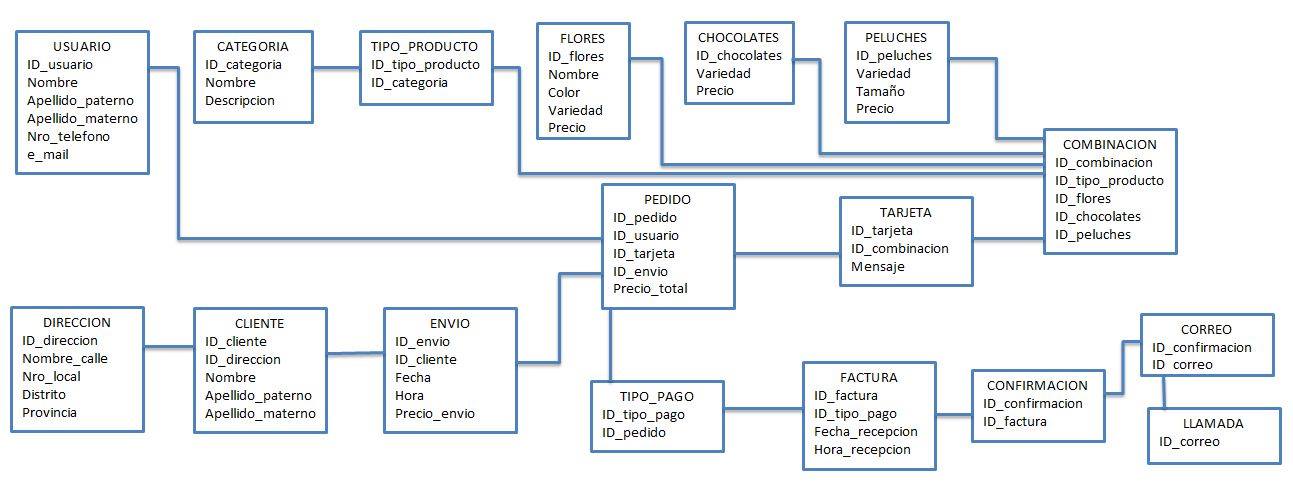 USUARIO
ID_usuario
Nombre
Apellido_paterno
Apellido_materno
Nro_telefono
e_mail
CATEGORIA
ID_categoria
Nombre
Descripcion
TIPO_PRODUCTO
ID_tipo_producto
ID_categoria
FLORES
ID_flores
Nombre
Color
Variedad
Precio
CHOCOLATES
ID_chocolates
Variedad
Precio
PELUCHES
ID_peluches
Variedad
Tamaño
Precio
COMBINACION
ID_combinacion
ID_tipo_producto
ID_flores
ID_chocolates
ID_peluches
PEDIDO
ID_pedido
ID_usuario
ID_tarjeta
ID_envio
Precio_total
TARJETA
ID_tarjeta
ID_combinacion
Mensaje
DIRECCION
ID_direccion
Nombre_calle
Nro_local
Distrito
Provincia
CLIENTE
ID_cliente
ID_direccion
Nombre
Apellido_paterno
Apellido_materno
ENVIO
ID_envio
ID_cliente
Fecha
Hora
Precio_envio
TIPO_PAGO
ID_tipo_pago
ID_pedido
FACTURA
ID_factura
ID_tipo_pago
Fecha_recepcion
Hora_recepcion
CONFIRMACION
ID_confirmacion
ID_factura
CORREO
ID_confirmacion
ID_correo
LLAMADA
ID_correo